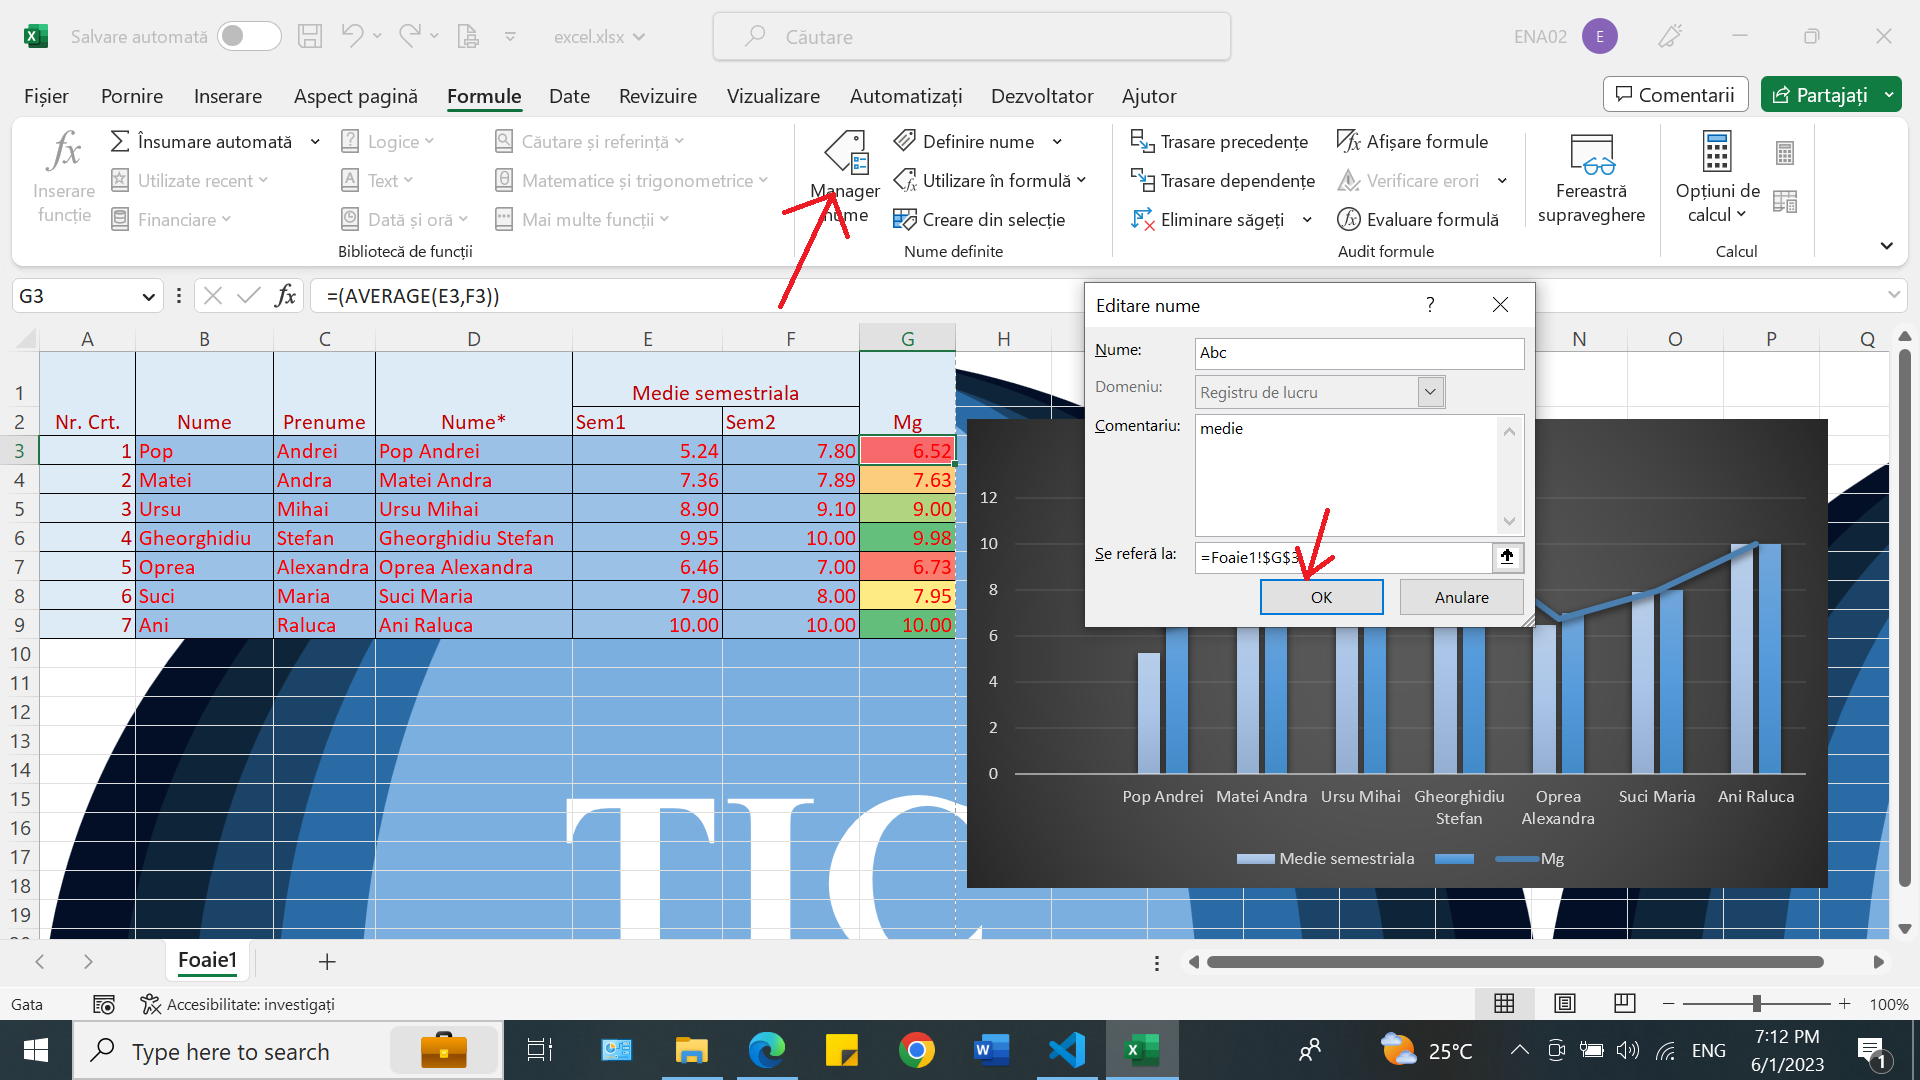 Salvare automată
excel.xlsx
Căutare
ENA02
E
Fișier Pornire Inserare Aspect pagină Formule Date Revizuire Vizualizare Automatizați Dezvoltator Ajutor
Comentarii
Partajați
fx
Inserare
funcție
Însumare automată
Utilizate recent
Financiare
Logice
Text
Dată și oră
Căutare și referință
Matematice și trigonometrice
Mai multe funcții
Bibliotecă de funcții
Manager
nume
Definire nume
Utilizare în formulă
Creare din selecție
Nume definite
Trasare precedențe
Trasare dependențe
Eliminare săgeți
Afișare formule
Verificare erori
Evaluare formulă
Audit formule
Fereastră
supraveghere
Opțiuni de
calcul
Calcul
G3
fx
=(AVERAGE(E3,F3))
A B C D E F G H N O P Q
1 Medie semestriala
2 Nr. Crt. Nume Prenume Nume* Sem1 Sem2 Mg
3 1 Pop Andrei Pop Andrei 5.24 7.80 6.52
4 2 Matei Andra Matei Andra 7.36 7.89 7.63
5 3 Ursu Mihai Ursu Mihai 8.90 9.10 9.00
6 4 Gheorghidiu Stefan Gheorghidiu Stefan 9.95 10.00 9.98
7 5 Oprea Alexandra Oprea Alexandra 6.46 7.00 6.73
8 6 Suci Maria Suci Maria 7.90 8.00 7.95
9 7 Ani Raluca Ani Raluca 10.00 10.00 10.00
10
11
12
13
14
15
16
17
18
19
TIC
Editare nume
?
Nume: Abc
Domeniu: Registru de lucru
Comentariu: medie
Se referă la: =Foaie1!$G$3
OK Anulare
12
10
8
6
4
2
0
Pop Andrei Matei Andra Ursu Mihai Gheorghidiu Stefan Oprea Alexandra Suci Maria Ani Raluca
Medie semestriala Mg
Foaie1
Gata
Accesibilitate: investigați
100%
Type here to search
25°C
ENG
7:12 PM
6/1/2023
1